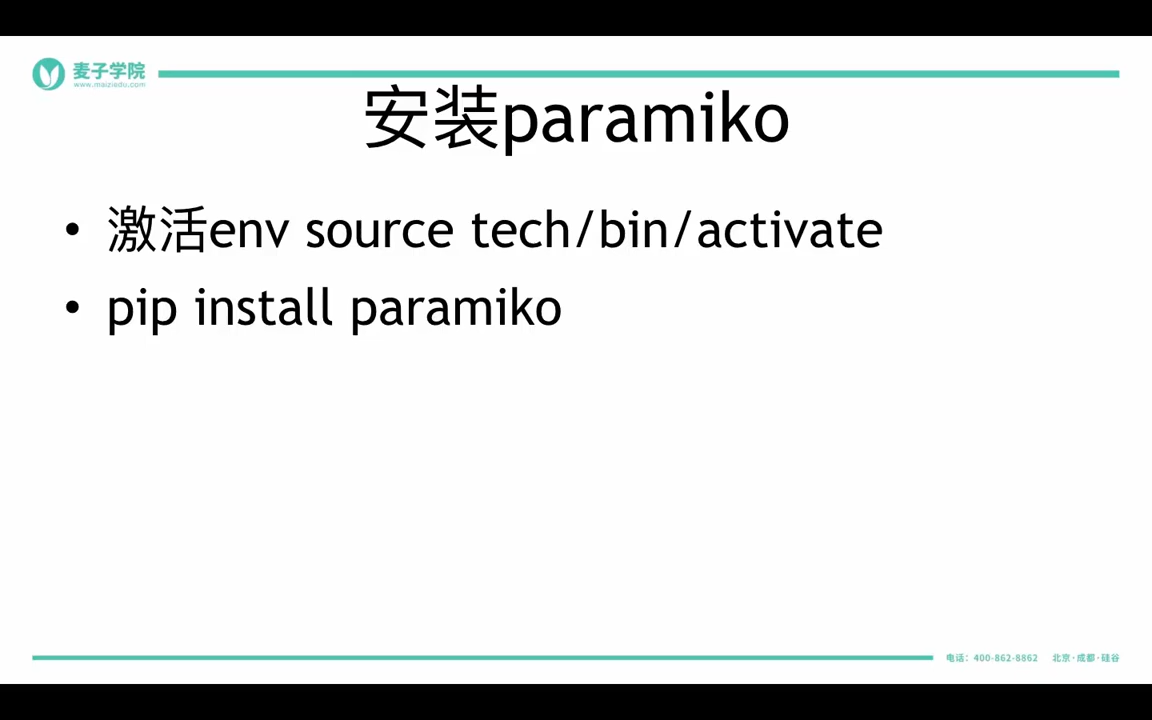 麦子学院
www.maiziedu.com
安装paramiko
• 激活env source tech/bin/activate
• pip install paramiko
电话：400-862-8862 北京·成都·硅谷